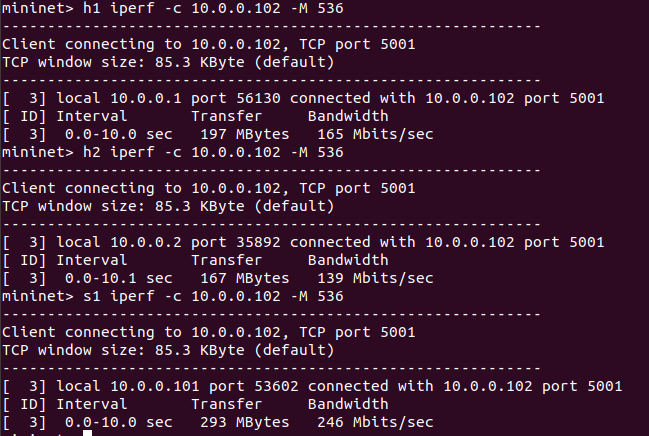 mininet> h1 iperf -c 10.0.0.102 -M 536
------------------------------------------------------------
Client connecting to 10.0.0.102, TCP port 5001
TCP window size: 85.3 KByte (default)
------------------------------------------------------------
[  3] local 10.0.0.1 port 56130 connected with 10.0.0.102 port 5001
[ ID] Interval       Transfer     Bandwidth
[  3]  0.0-10.0 sec   197 MBytes   165 Mbits/sec
mininet> h2 iperf -c 10.0.0.102 -M 536
------------------------------------------------------------
Client connecting to 10.0.0.102, TCP port 5001
TCP window size: 85.3 KByte (default)
------------------------------------------------------------
[  3] local 10.0.0.2 port 35892 connected with 10.0.0.102 port 5001
[ ID] Interval       Transfer     Bandwidth
[  3]  0.0-10.1 sec   167 MBytes   139 Mbits/sec
mininet> s1 iperf -c 10.0.0.102 -M 536
------------------------------------------------------------
Client connecting to 10.0.0.102, TCP port 5001
TCP window size: 85.3 KByte (default)
------------------------------------------------------------
[  3] local 10.0.0.101 port 53602 connected with 10.0.0.102 port 5001
[ ID] Interval       Transfer     Bandwidth
[  3]  0.0-10.0 sec   293 MBytes   246 Mbits/sec